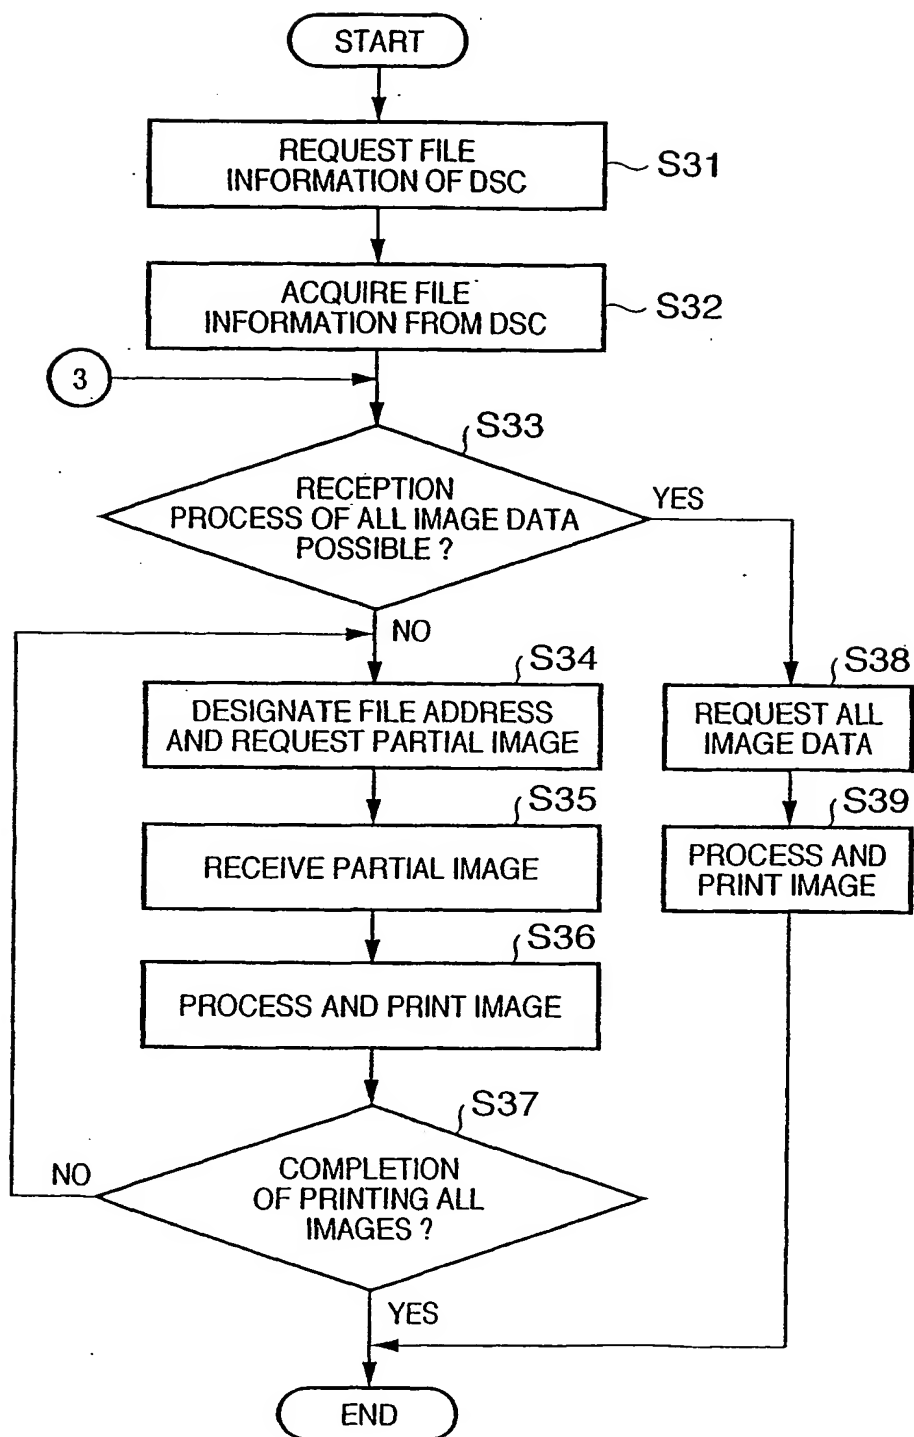 START
REQUEST FILE
INFORMATION OF DSC
S31
ACQUIRE FILE
INFORMATION FROM DSC
S32
3
S33
RECEPTION
PROCESS OF ALL IMAGE DATA
POSSIBLE ?
YES
NO
S34
DESIGNATE FILE ADDRESS
AND REQUEST PARTIAL IMAGE
S38
REQUEST ALL
IMAGE DATA
S35
RECEIVE PARTIAL IMAGE
S39
PROCESS AND
PRINT IMAGE
S36
PROCESS AND PRINT IMAGE
S37
COMPLETION
OF PRINTING ALL
IMAGES ?
NO
YES
END